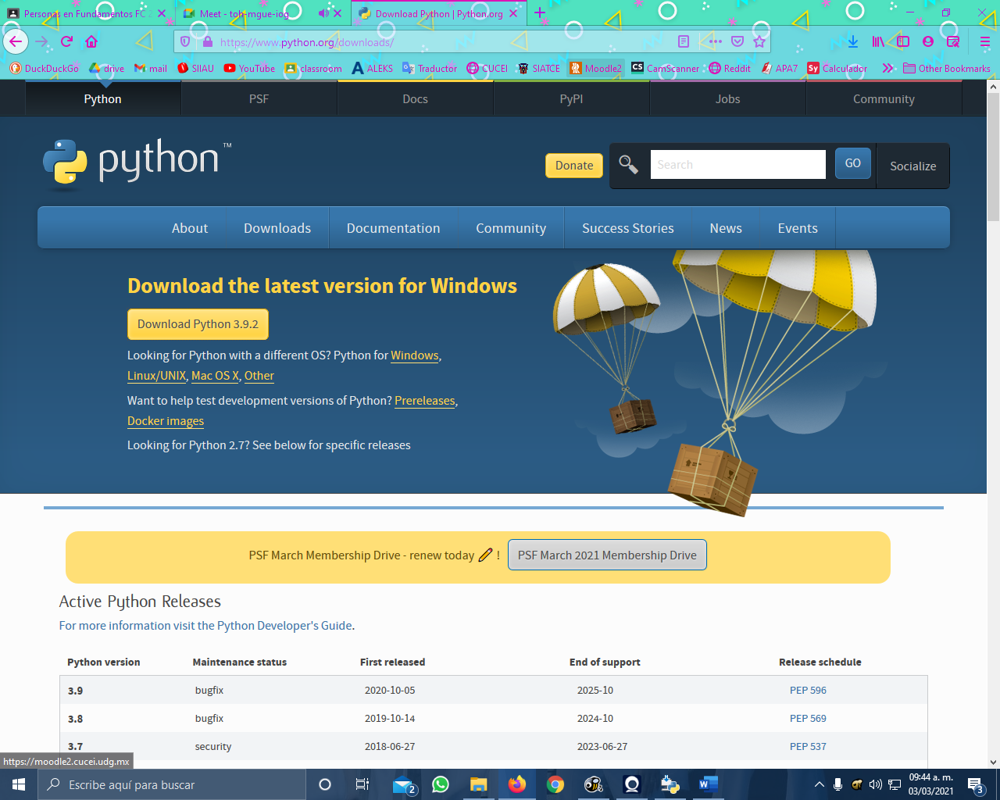 Personas en Fundamentos FC
Meet - toh-mgue-iog
Download Python | Python.org
https://www.python.org/downloads/
DuckDuckGo drive mail SIIAU YouTube classroom ALEKS Traductor CUCEI SIATCE Moodle2 CamScanner Reddit APA7 Calculador Other Bookmarks
Python PSF Docs PyPI Jobs Community
python™
Donate Search GO Socialize
About Downloads Documentation Community Success Stories News Events
Download the latest version for Windows
Download Python 3.9.2
Looking for Python with a different OS? Python for Windows,
Linux/UNIX, Mac OS X, Other
Want to help test development versions of Python? Prereleases,
Docker images
Looking for Python 2.7? See below for specific releases
PSF March Membership Drive - renew today ! PSF March 2021 Membership Drive
Active Python Releases
For more information visit the Python Developer's Guide.
Python version Maintenance status First released End of support Release schedule
3.9 bugfix 2020-10-05 2025-10 PEP 596
3.8 bugfix 2019-10-14 2024-10 PEP 569
3.7 security 2018-06-27 2023-06-27 PEP 537
https://moodle2.cucei.udg.mx
Escribe aquí para buscar
2
09:44 a. m.
03/03/2021
3